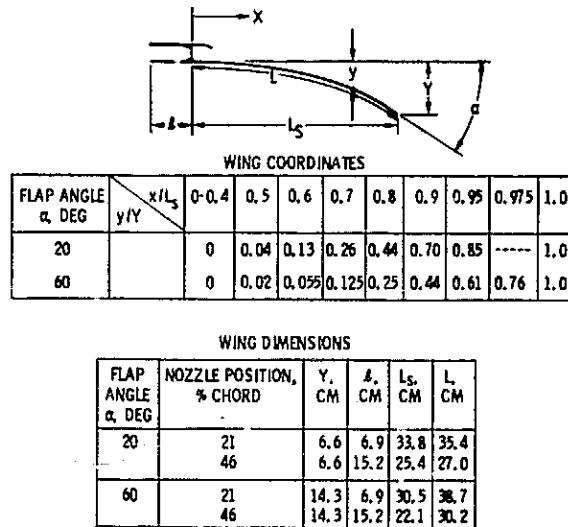 X
y
Y
L
α
ℓ
L_S
WING COORDINATES
FLAP ANGLE α, DEG | y/Y x/L_S | 0-0.4 | 0.5 | 0.6 | 0.7 | 0.8 | 0.9 | 0.95 | 0.975 | 1.0
20 | 0 | 0.04 | 0.13 | 0.26 | 0.44 | 0.70 | 0.85 | ----- | 1.0
60 | 0 | 0.02 | 0.055 | 0.125 | 0.25 | 0.44 | 0.61 | 0.76 | 1.0
WING DIMENSIONS
FLAP ANGLE α, DEG | NOZZLE POSITION, % CHORD | Y, CM | ℓ, CM | L_S, CM | L, CM
20 | 21 | 6.6 | 6.9 | 33.8 | 35.4
46 | 6.6 | 15.2 | 25.4 | 27.0
60 | 21 | 14.3 | 6.9 | 30.5 | 38.7
46 | 14.3 | 15.2 | 22.1 | 30.2